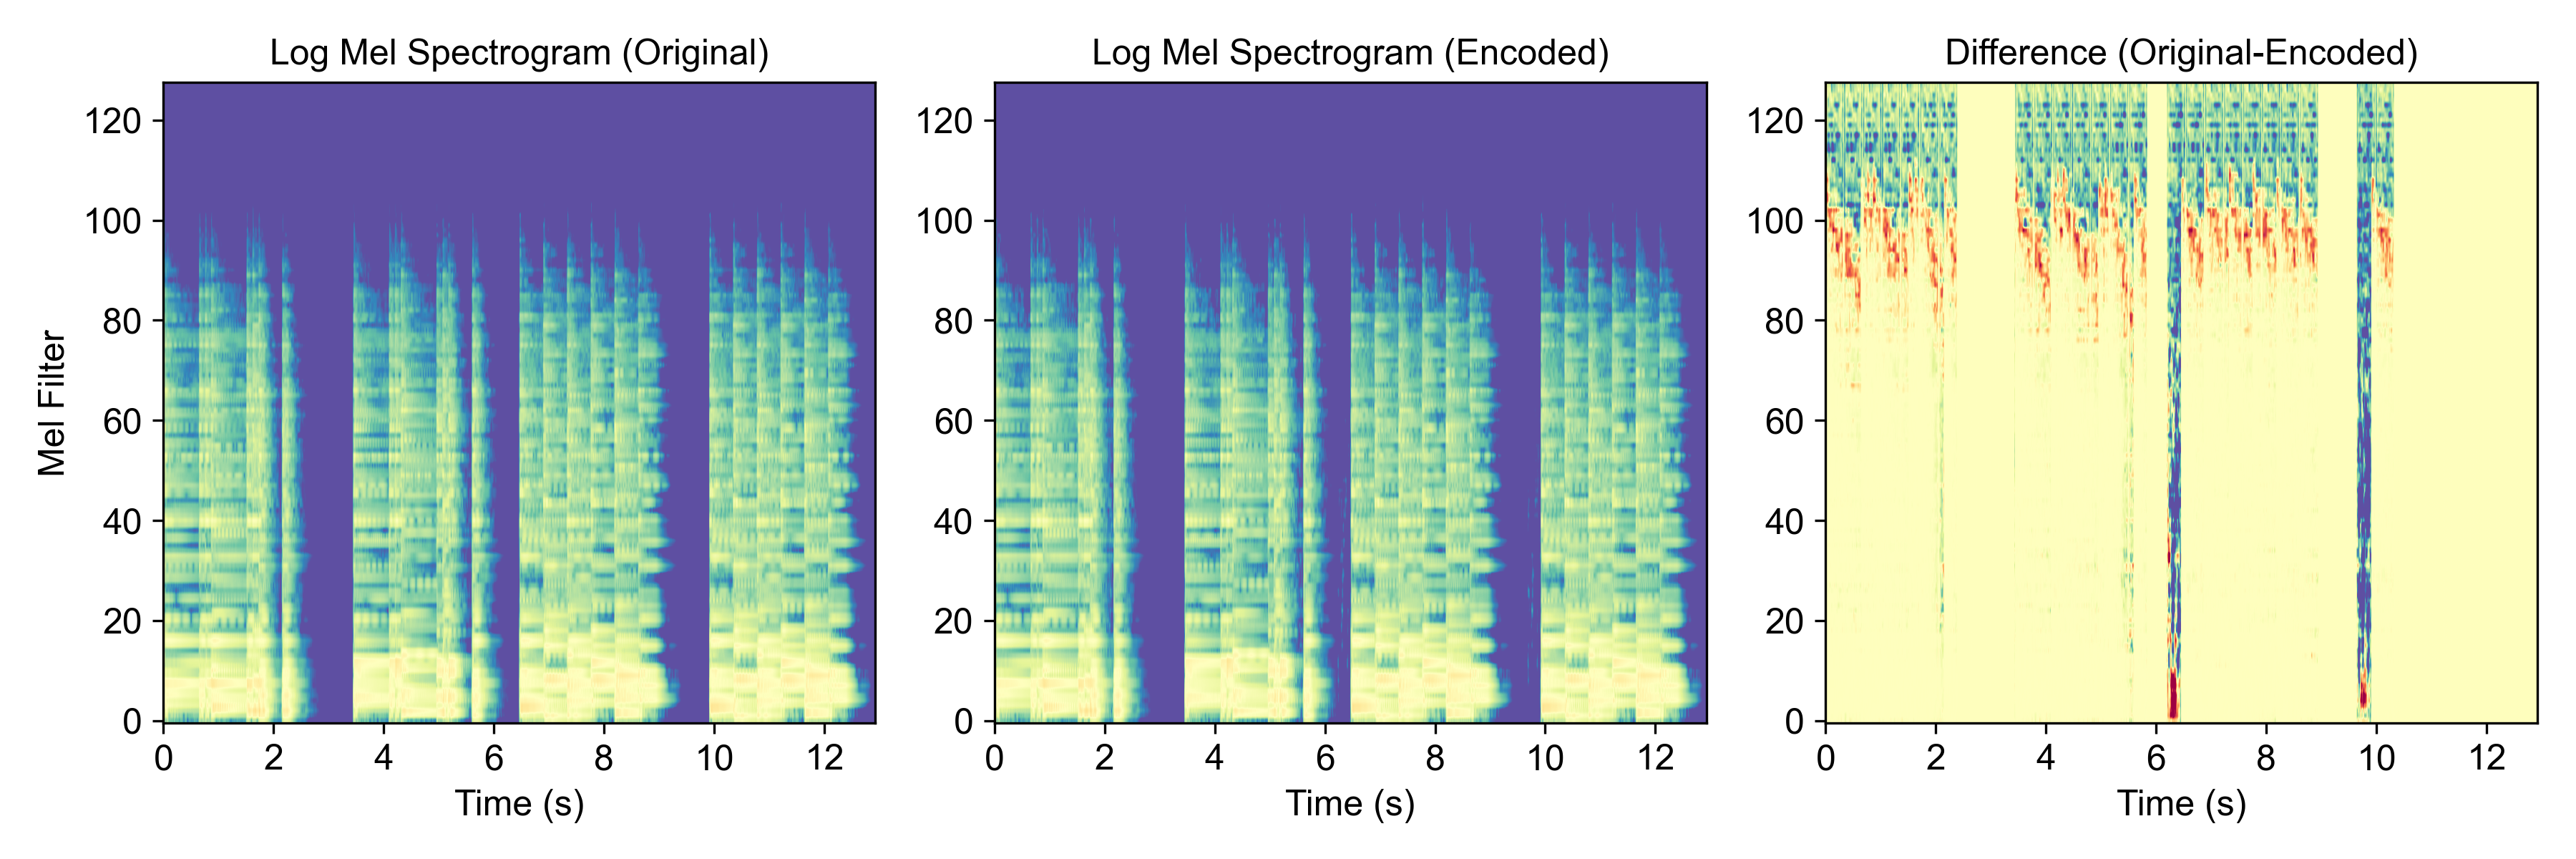 Log Mel Spectrogram (Original)
Log Mel Spectrogram (Encoded)
Difference (Original-Encoded)
Mel Filter
120
100
80
60
40
20
0
0 2 4 6 8 10 12
Time (s)
120
100
80
60
40
20
0
0 2 4 6 8 10 12
Time (s)
120
100
80
60
40
20
0
0 2 4 6 8 10 12
Time (s)